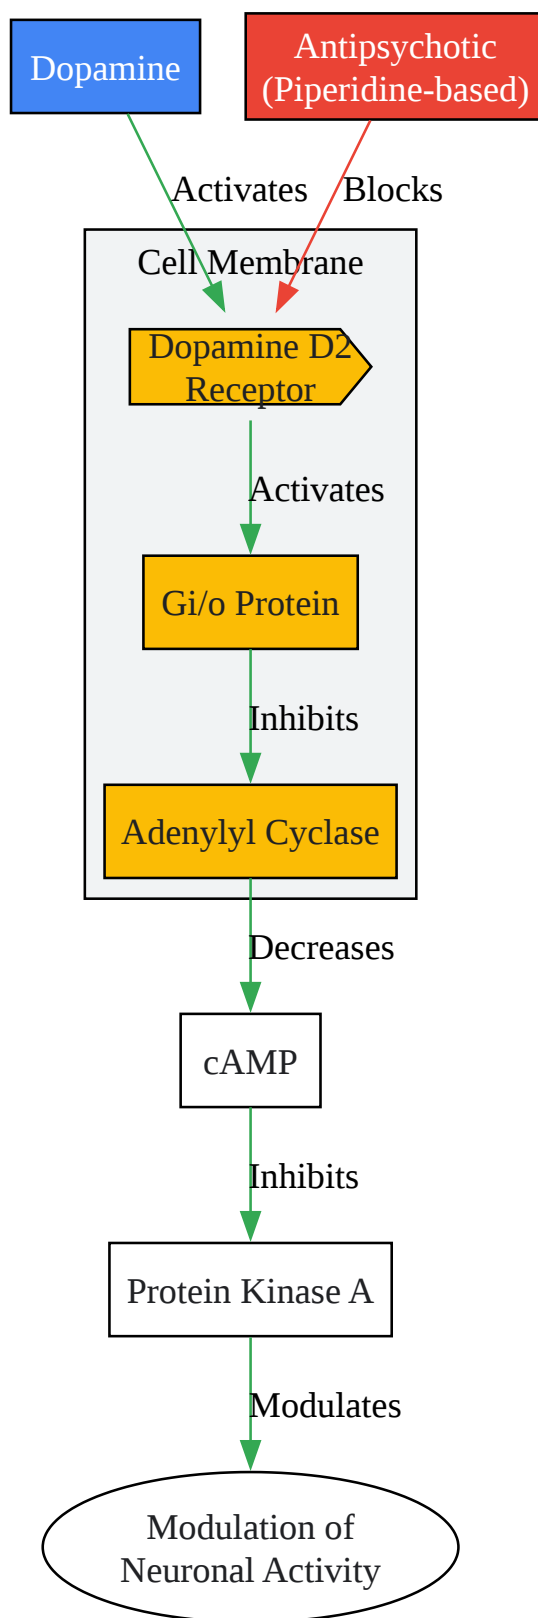 Dopamine
Antipsychotic
(Piperidine-based)
Activates
Blocks
Cell Membrane
Dopamine D2
Receptor
Activates
Gi/o Protein
Inhibits
Adenylyl Cyclase
Decreases
cAMP
Inhibits
Protein Kinase A
Modulates
Modulation of
Neuronal Activity